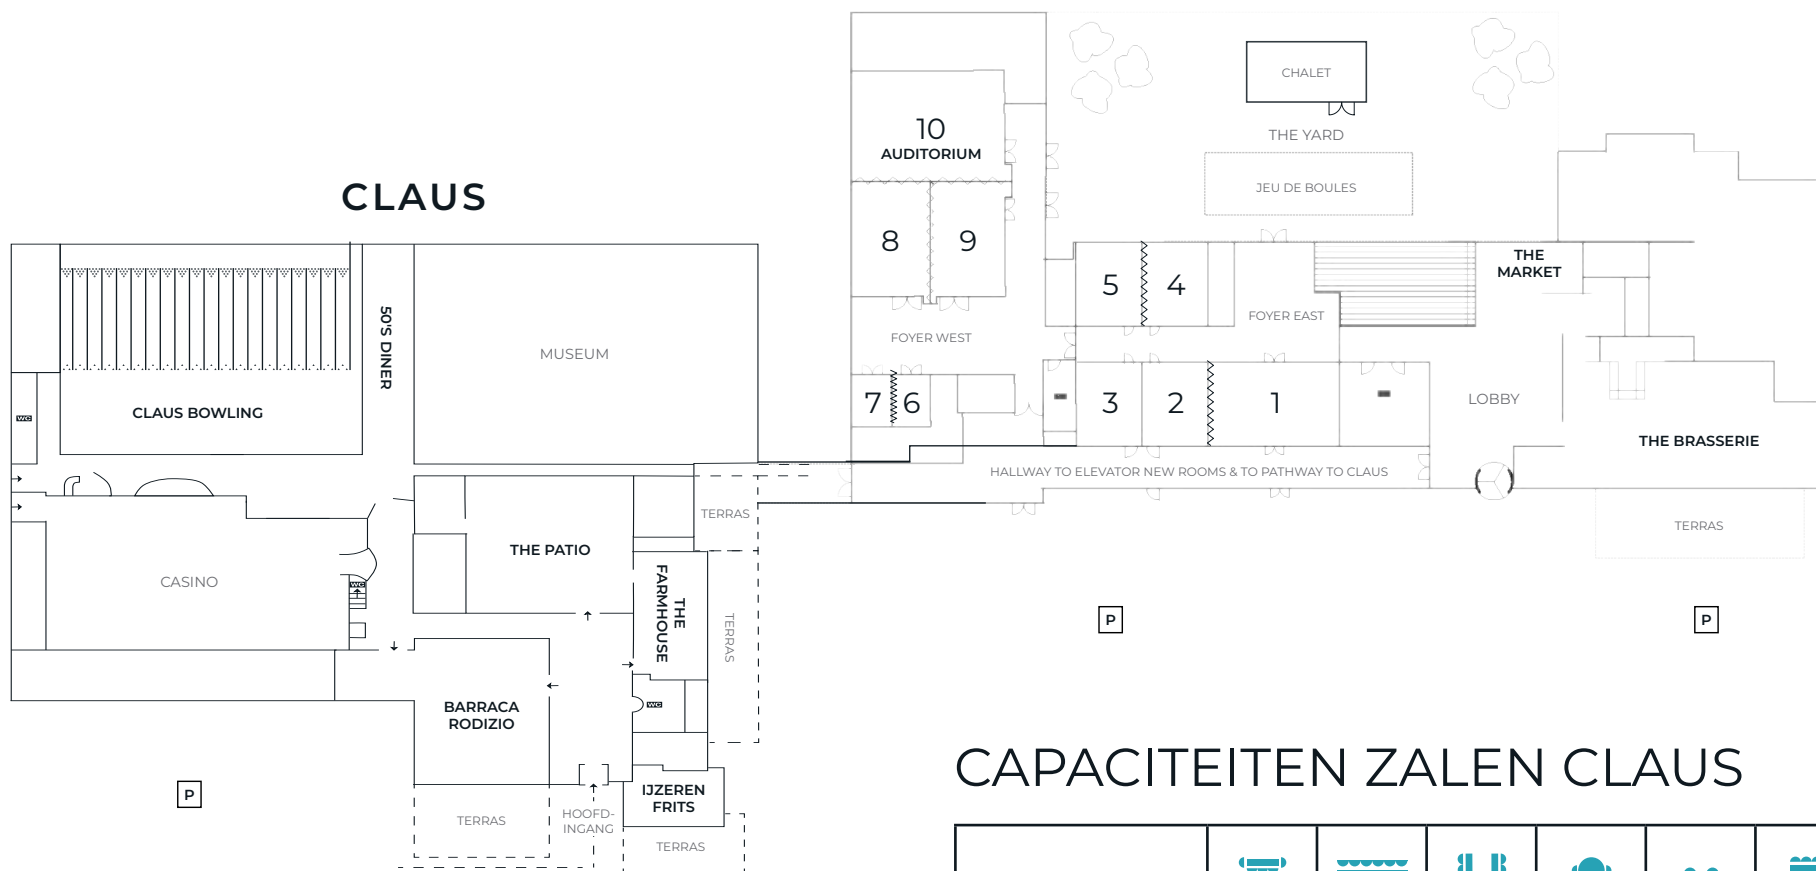 CLAUS
50'S DINER
MUSEUM
CLAUS BOWLING
WC
CASINO
WC
THE PATIO
TERRAS
THE
FARMHOUSE
TERRAS
BARRACA
RODIZIO
WC
IJZEREN
FRITS
HOOFD-
INGANG
TERRAS
TERRAS
P
10
AUDITORIUM
8
9
FOYER WEST
7
6
CHALET
THE YARD
JEU DE BOULES
5
4
FOYER EAST
THE
MARKET
3
2
1
LOBBY
THE BRASSERIE
HALLWAY TO ELEVATOR NEW ROOMS & TO PATHWAY TO CLAUS
TERRAS
P
P
CAPACITEITEN ZALEN CLAUS